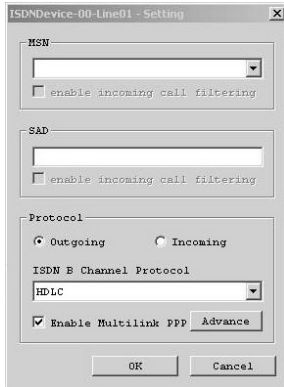 ISDNDevice-00-Line01 - Setting
MSN
enable incoming call filtering
SAD
enable incoming call filtering
Protocol
Outgoing Incoming
ISDN B Channel Protocol
HDLC
Enable Multilink PPP Advance
OK Cancel